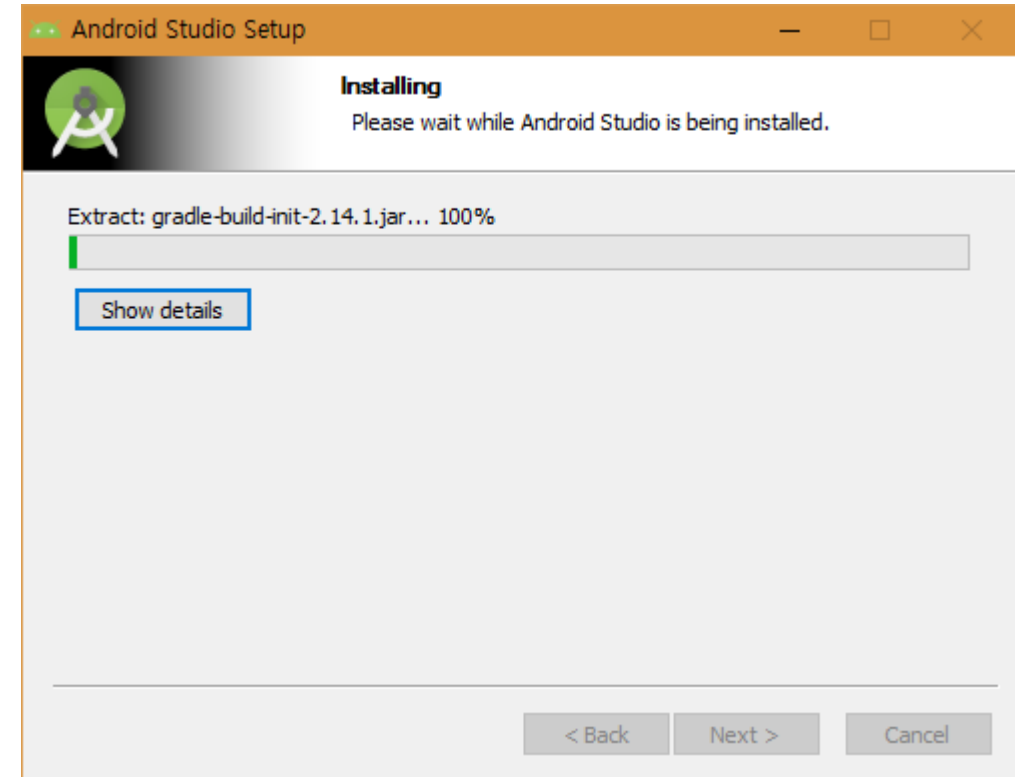 Android Studio Setup
Installing
Please wait while Android Studio is being installed.
Extract: gradle-build-init-2.14.1.jar... 100%
Show details
< Back
Next >
Cancel